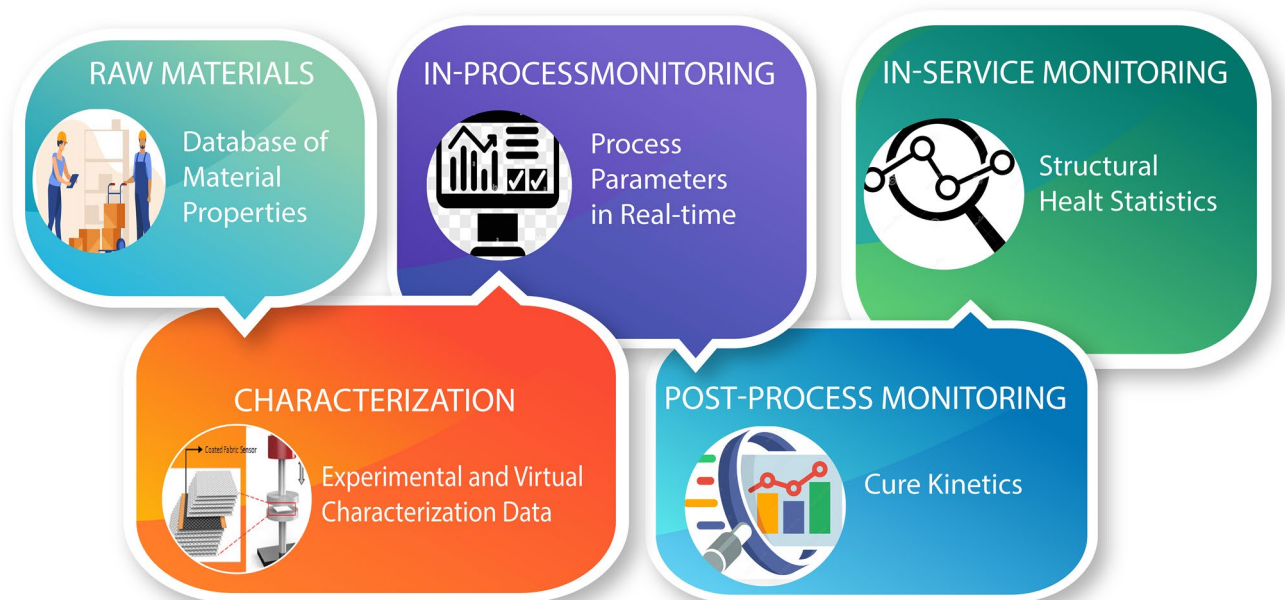 RAW MATERIALS
Database of
Material
Properties
IN-PROCESSMONITORING
Process
Parameters
in Real-time
IN-SERVICE MONITORING
Structural
Healt Statistics
CHARACTERIZATION
Coated Fabric Sensor
Experimental and Virtual
Characterization Data
POST-PROCESS MONITORING
Cure Kinetics